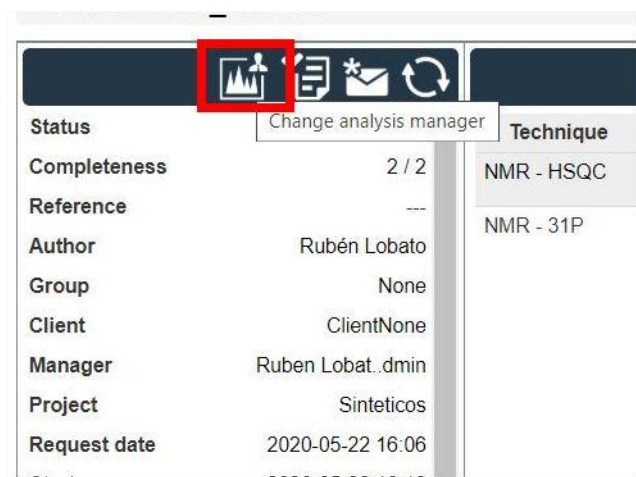 Change analysis manager
Status
Completeness 2 / 2
Reference ---
Author Rubén Lobato
Group None
Client ClientNone
Manager Ruben Lobat..dmin
Project Sinteticos
Request date 2020-05-22 16:06
Technique
NMR - HSQC
NMR - 31P